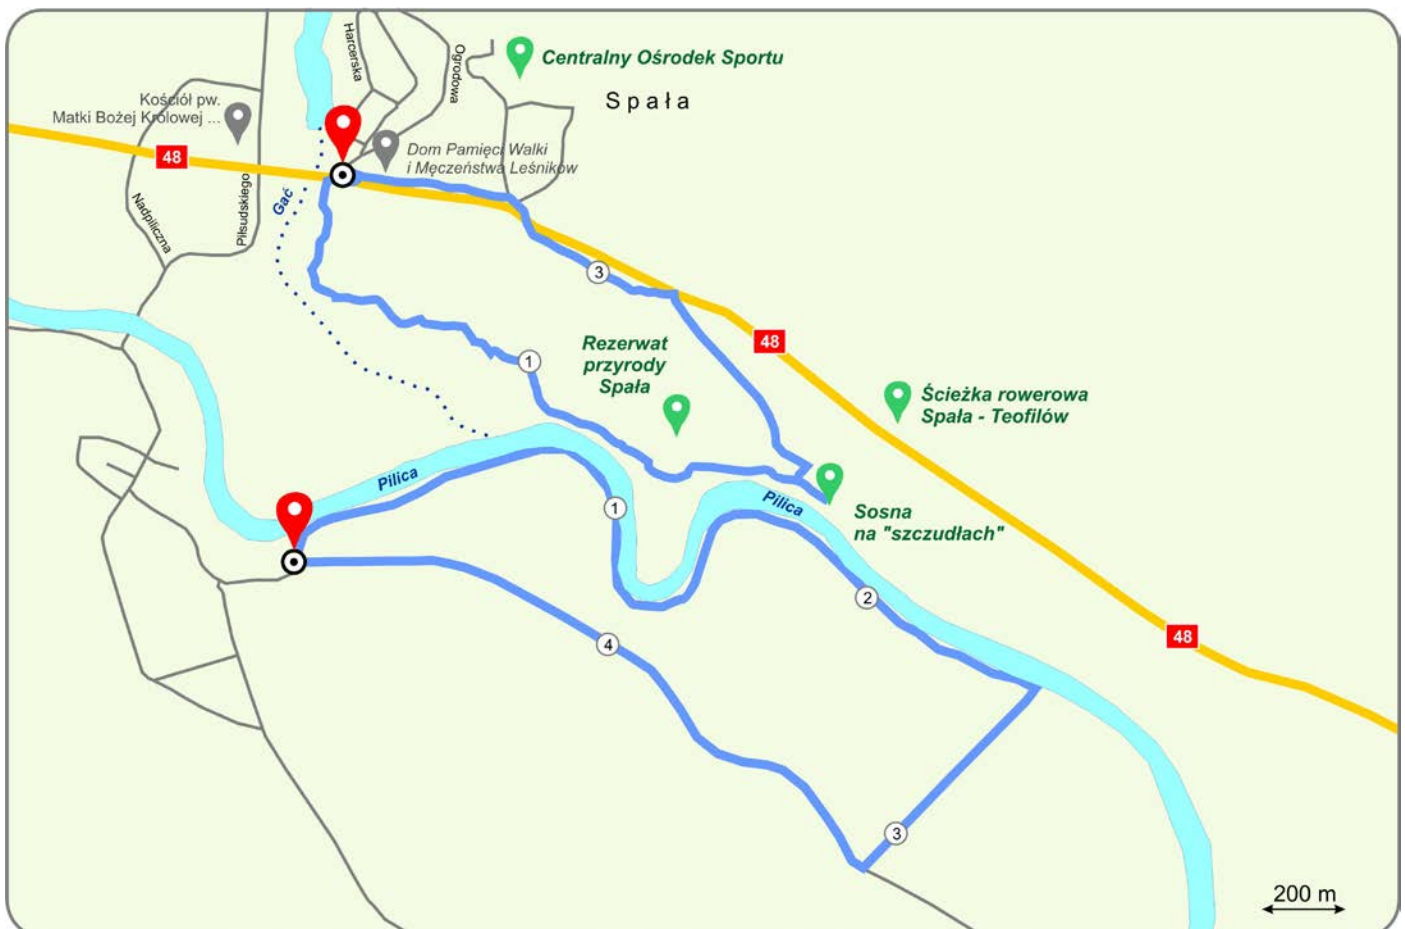 Harcerska
Ogrodowa
Centralny Ośrodek Sportu
Spała
Kościół pw.
Matki Bożej Królowej ...
48
Dom Pamięci Walki
i Męczeństwa Leśników
Nadpiliczna
Piłsudskiego
Gać
3
48
1
Rezerwat
przyrody
Spała
Ścieżka rowerowa
Spała - Teofilów
Pilica
1
Pilica
Sosna
na "szczudłach"
2
48
4
3
200 m